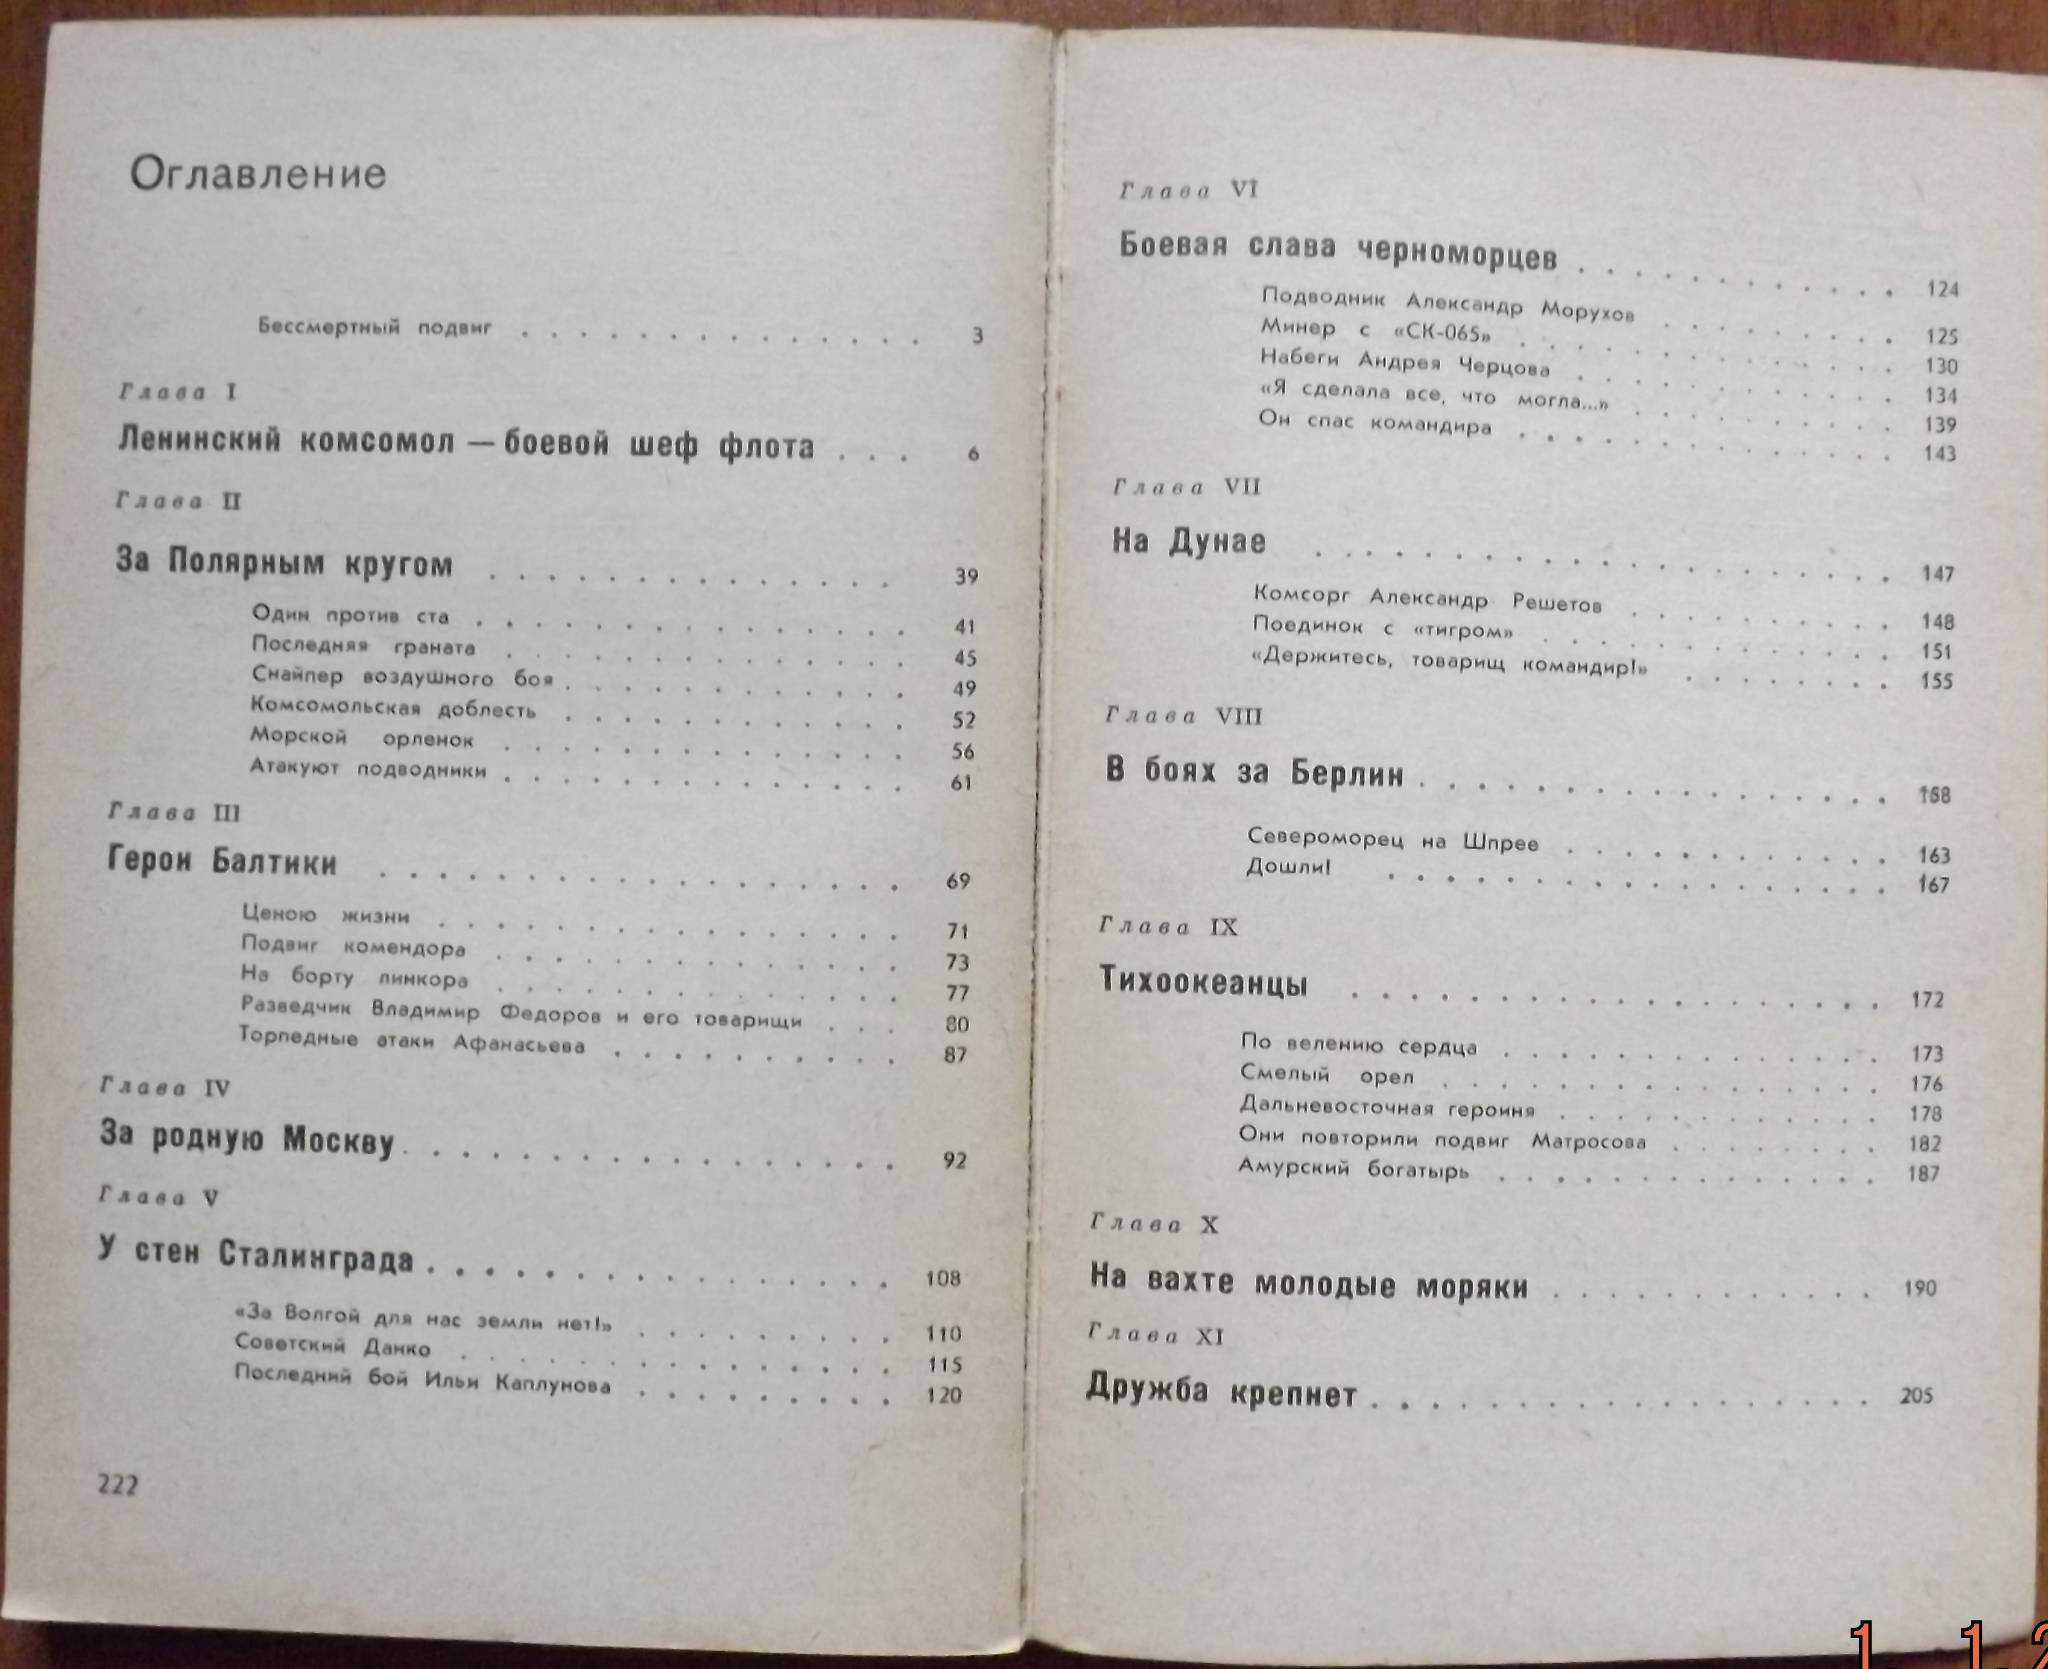 Оглавление
Бессмертный подвиг . . . . . . . . . . . . . . 3
Глава I
Ленинский комсомол — боевой шеф флота . . . 6
Глава II
За Полярным кругом . . . . . . . . . . . . . . 39
Один против ста . . . . . . . . . . . . . . . 41
Последняя граната . . . . . . . . . . . . . . 45
Снайпер воздушного боя . . . . . . . . . . . . 49
Комсомольская доблесть . . . . . . . . . . . . 52
Морской орленок . . . . . . . . . . . . . . 56
Атакуют подводники . . . . . . . . . . . . . . 61
Глава III
Герои Балтики . . . . . . . . . . . . . . . . . . 69
Ценою жизни . . . . . . . . . . . . . . . . 71
Подвиг комендора . . . . . . . . . . . . . . 73
На борту линкора . . . . . . . . . . . . . . 77
Разведчик Владимир Федоров и его товарищи . . . 80
Торпедные атаки Афанасьева . . . . . . . . . . 87
Глава IV
За родную Москву . . . . . . . . . . . . . . . . . 92
Глава V
У стен Сталинграда . . . . . . . . . . . . . . . . 108
«За Волгой для нас земли нет!» . . . . . . . . . 110
Советский Данко . . . . . . . . . . . . . . . 115
Последний бой Ильи Каплунова . . . . . . . . . 120
222
Глава VI
Боевая слава черноморцев . . . . . . . . . . . . 124
Подводник Александр Морухов . . . . . . . . 125
Минер с «СК-065» . . . . . . . . . . . . . 130
Набеги Андрея Черцова . . . . . . . . . . . 134
«Я сделала все, что могла...» . . . . . . . . . 139
Он спас командира . . . . . . . . . . . . . 143
Глава VII
На Дунае . . . . . . . . . . . . . . . . . . . . 147
Комсорг Александр Решетов . . . . . . . . . 148
Поединок с «тигром» . . . . . . . . . . . . 151
«Держитесь, товарищ командир!» . . . . . . . 155
Глава VIII
В боях за Берлин . . . . . . . . . . . . . . . . 158
Североморец на Шпрее . . . . . . . . . . . 163
Дошли! . . . . . . . . . . . . . . . . . 167
Глава IX
Тихоокеанцы . . . . . . . . . . . . . . . . . . 172
По велению сердца . . . . . . . . . . . . . 173
Смелый орел . . . . . . . . . . . . . . . 176
Дальневосточная героиня . . . . . . . . . . . 178
Они повторили подвиг Матросова . . . . . . . . 182
Амурский богатырь . . . . . . . . . . . . . 187
Глава X
На вахте молодые моряки . . . . . . . . . . . . 190
Глава XI
Дружба крепнет . . . . . . . . . . . . . . . . . 205